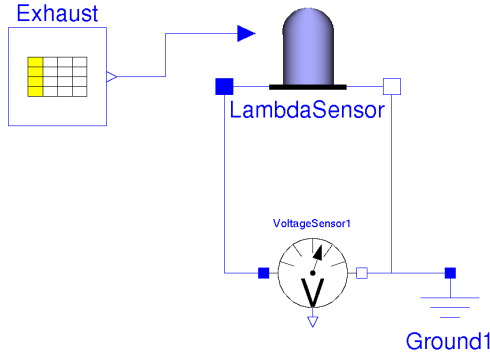 Exhaust
LambdaSensor
VoltageSensor1
V
Ground1